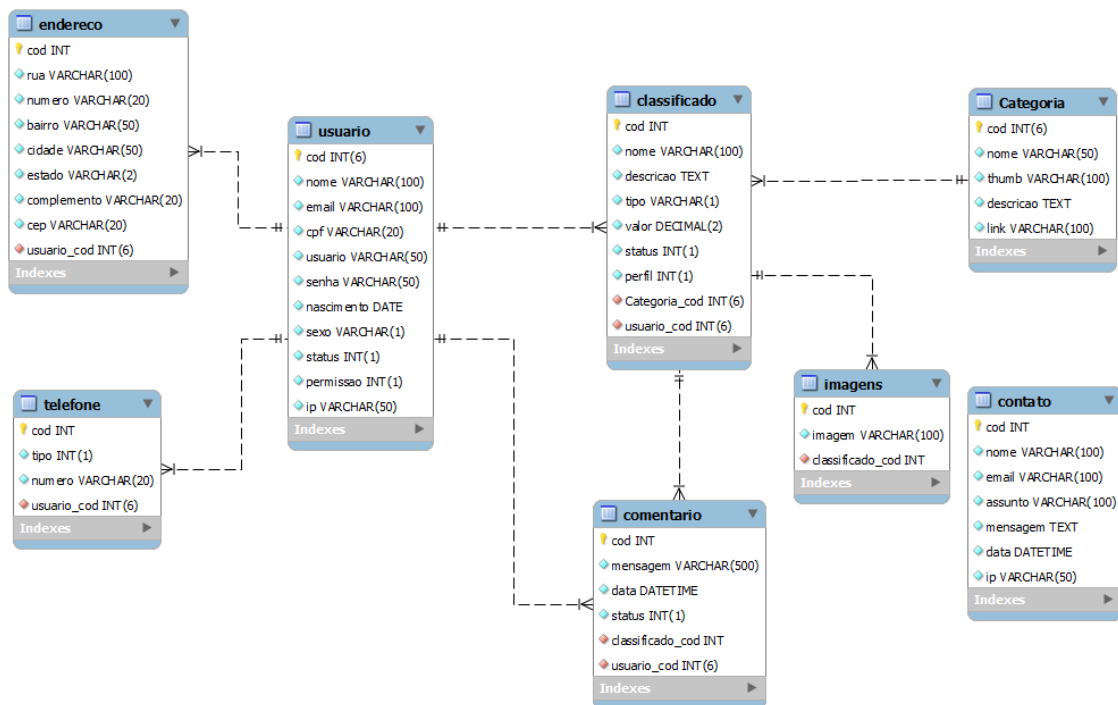 endereco
cod INT
rua VARCHAR(100)
numero VARCHAR(20)
bairro VARCHAR(50)
cidade VARCHAR(50)
estado VARCHAR(2)
complemento VARCHAR(20)
cep VARCHAR(20)
usuario_cod INT(6)
Indexes
telefone
cod INT
tipo INT(1)
numero VARCHAR(20)
usuario_cod INT(6)
Indexes
usuario
cod INT(6)
nome VARCHAR(100)
email VARCHAR(100)
cpf VARCHAR(20)
usuario VARCHAR(50)
senha VARCHAR(50)
nascimento DATE
sexo VARCHAR(1)
status INT(1)
permissao INT(1)
ip VARCHAR(50)
Indexes
classificado
cod INT
nome VARCHAR(100)
descricao TEXT
tipo VARCHAR(1)
valor DECIMAL(2)
status INT(1)
perfil INT(1)
Categoria_cod INT(6)
usuario_cod INT(6)
Indexes
comentario
cod INT
mensagem VARCHAR(500)
data DATETIME
status INT(1)
classificado_cod INT
usuario_cod INT(6)
Indexes
Categoria
cod INT(6)
nome VARCHAR(50)
thumb VARCHAR(100)
descricao TEXT
link VARCHAR(100)
Indexes
imagens
cod INT
imagem VARCHAR(100)
classificado_cod INT
Indexes
contato
cod INT
nome VARCHAR(100)
email VARCHAR(100)
assunto VARCHAR(100)
mensagem TEXT
data DATETIME
ip VARCHAR(50)
Indexes